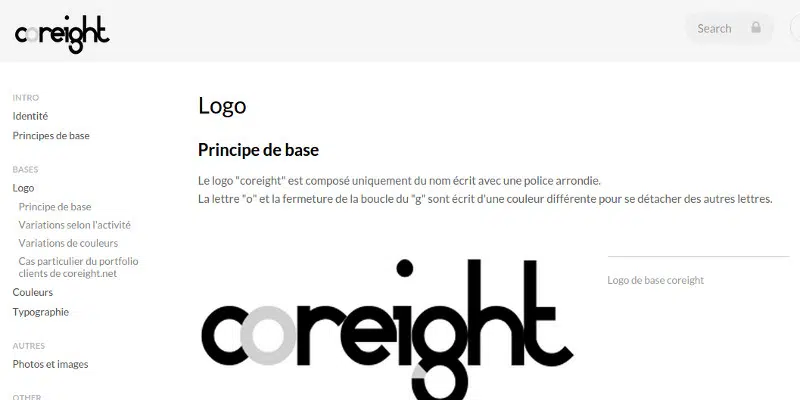 coreight
Search
INTRO
Identité
Principes de base
BASES
Logo
Principe de base
Variations selon l'activité
Variations de couleurs
Cas particulier du portfolio
clients de coreight.net
Couleurs
Typographie
AUTRES
Photos et images
OTHER
Logo
Principe de base
Le logo "coreight" est composé uniquement du nom écrit avec une police arrondie.
La lettre "o" et la fermeture de la boucle du "g" sont écrit d'une couleur différente pour se détacher des autres lettres.
coreight
Logo de base coreight